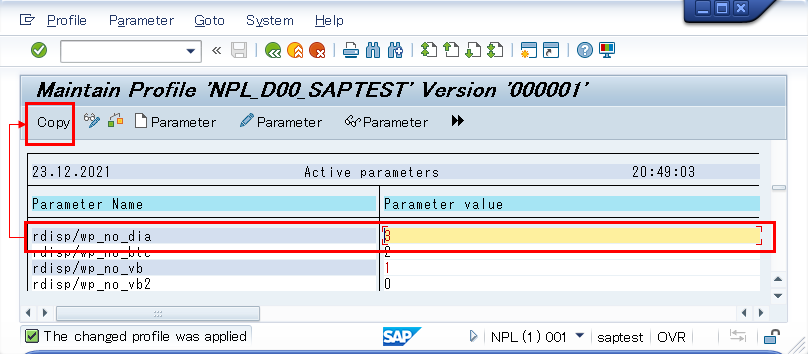 Profile Parameter Goto System Help
Maintain Profile 'NPL_D00_SAPTEST' Version '000001'
Copy Parameter Parameter Parameter
23.12.2021 Active parameters 20:49:03
Parameter Name Parameter value
rdisp/wp_no_dia 3
rdisp/wp_no_btc 2
rdisp/wp_no_vb 1
rdisp/wp_no_vb2 0
The changed profile was applied SAP NPL (1) 001 saptest OVR